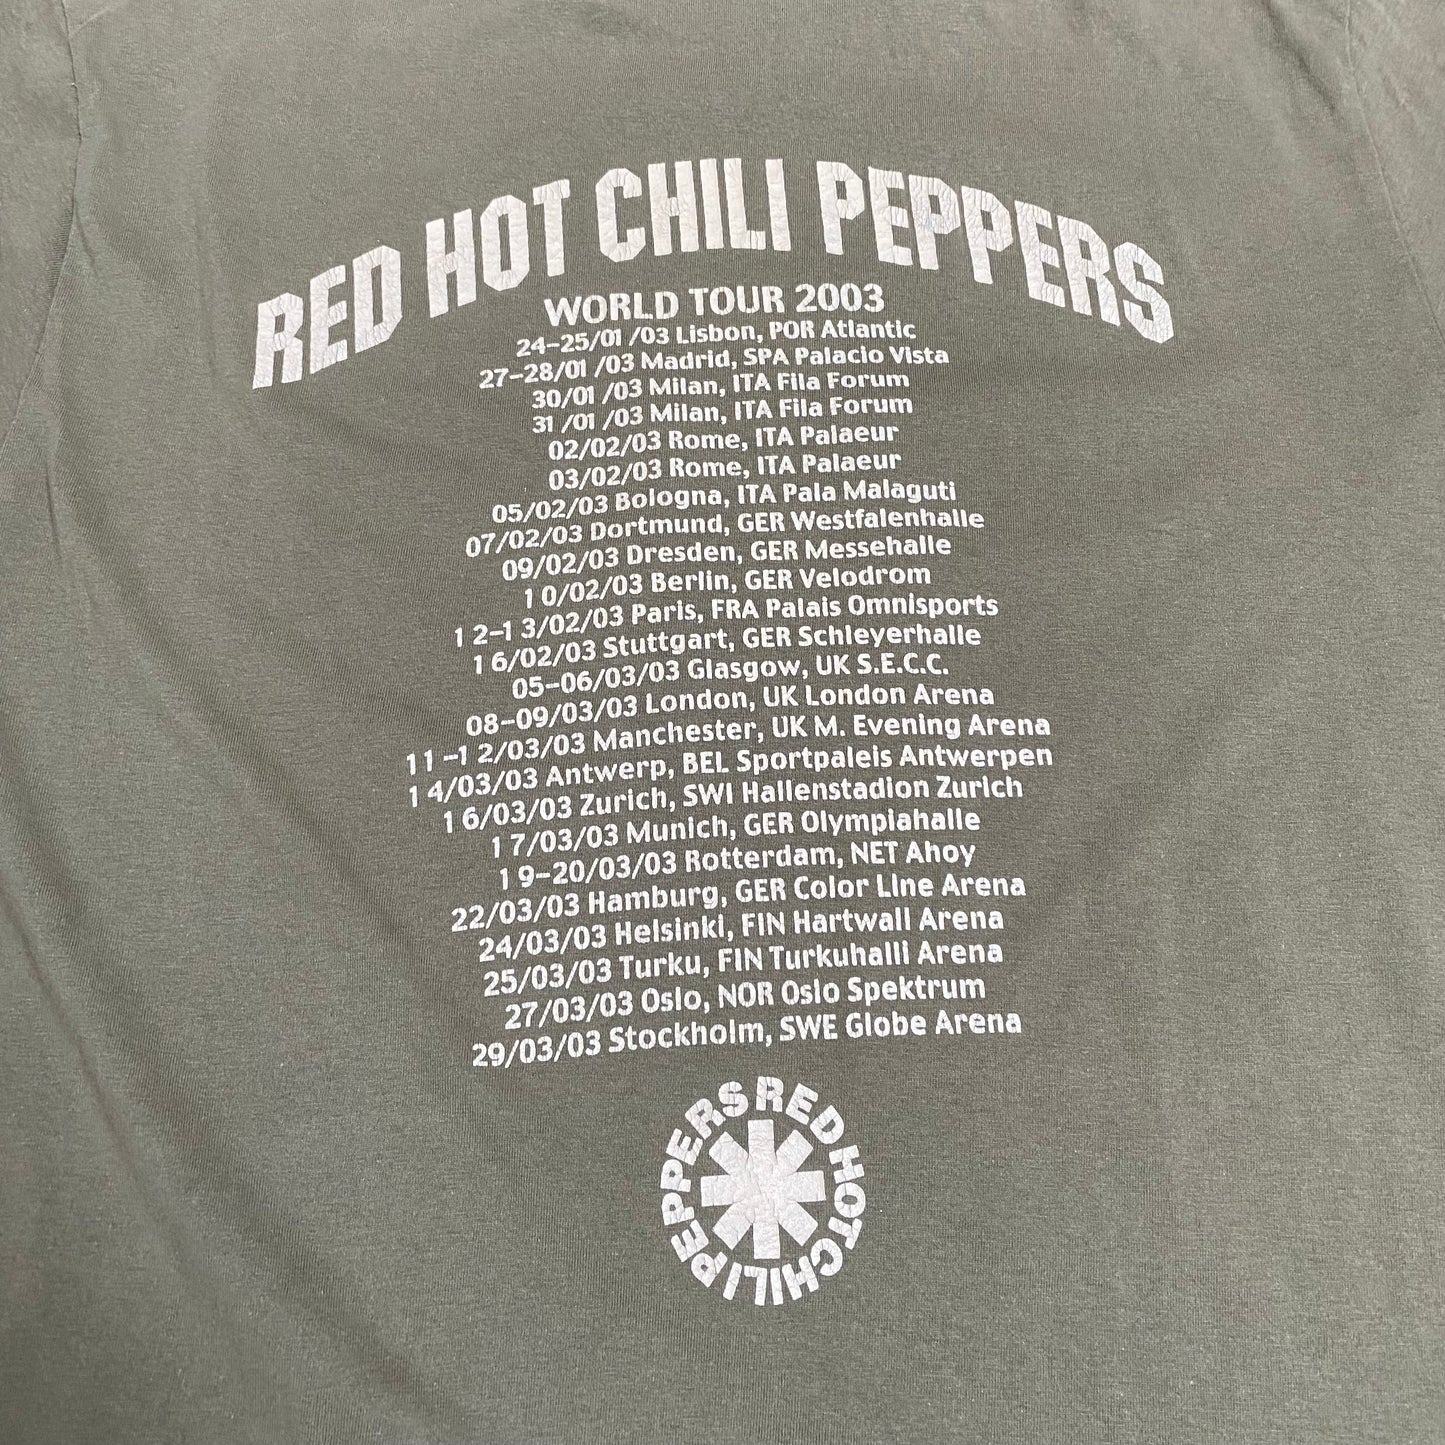 RED HOT CHILI PEPPERS
WORLD TOUR 2003
24-25/01 /03 Lisbon, POR Atlantic
27-28/01 /03 Madrid, SPA Palacio Vista
30/01 /03 Milan, ITA Fila Forum
31 /01 /03 Milan, ITA Fila Forum
02/02/03 Rome, ITA Palaeur
03/02/03 Rome, ITA Palaeur
05/02/03 Bologna, ITA Pala Malaguti
07/02/03 Dortmund, GER Westfalenhalle
09/02/03 Dresden, GER Messehalle
1 0/02/03 Berlin, GER Velodrom
1 2-1 3/02/03 Paris, FRA Palais Omnisports
1 6/02/03 Stuttgart, GER Schleyerhalle
05-06/03/03 Glasgow, UK S.E.C.C.
08-09/03/03 London, UK London Arena
1 1 -1 2/03/03 Manchester, UK M. Evening Arena
1 4/03/03 Antwerp, BEL Sportpaleis Antwerpen
1 6/03/03 Zurich, SWI Hallenstadion Zurich
1 7/03/03 Munich, GER Olympiahalle
1 9-20/03/03 Rotterdam, NET Ahoy
22/03/03 Hamburg, GER Color Line Arena
24/03/03 Helsinki, FIN Hartwall Arena
25/03/03 Turku, FIN Turkuhalli Arena
27/03/03 Oslo, NOR Oslo Spektrum
29/03/03 Stockholm, SWE Globe Arena
RED HOT CHILI PEPPERS